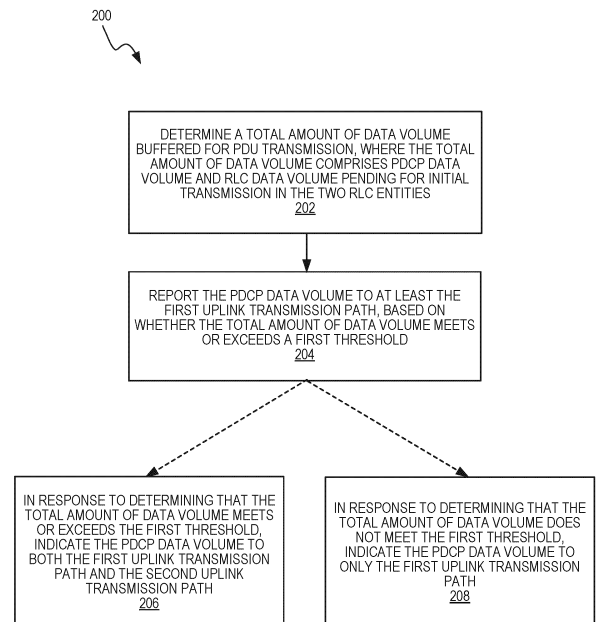 200
DETERMINE A TOTAL AMOUNT OF DATA VOLUME
BUFFERED FOR PDU TRANSMISSION, WHERE THE TOTAL
AMOUNT OF DATA VOLUME COMPRISES PDCP DATA
VOLUME AND RLC DATA VOLUME PENDING FOR INITIAL
TRANSMISSION IN THE TWO RLC ENTITIES
202
REPORT THE PDCP DATA VOLUME TO AT LEAST THE
FIRST UPLINK TRANSMISSION PATH, BASED ON
WHETHER THE TOTAL AMOUNT OF DATA VOLUME MEETS
OR EXCEEDS A FIRST THRESHOLD
204
IN RESPONSE TO DETERMINING THAT THE
TOTAL AMOUNT OF DATA VOLUME MEETS
OR EXCEEDS THE FIRST THRESHOLD,
INDICATE THE PDCP DATA VOLUME TO
BOTH THE FIRST UPLINK TRANSMISSION
PATH AND THE SECOND UPLINK
TRANSMISSION PATH
206
IN RESPONSE TO DETERMINING THAT THE
TOTAL AMOUNT OF DATA VOLUME DOES
NOT MEET THE FIRST THRESHOLD,
INDICATE THE PDCP DATA VOLUME TO
ONLY THE FIRST UPLINK TRANSMISSION
PATH
208